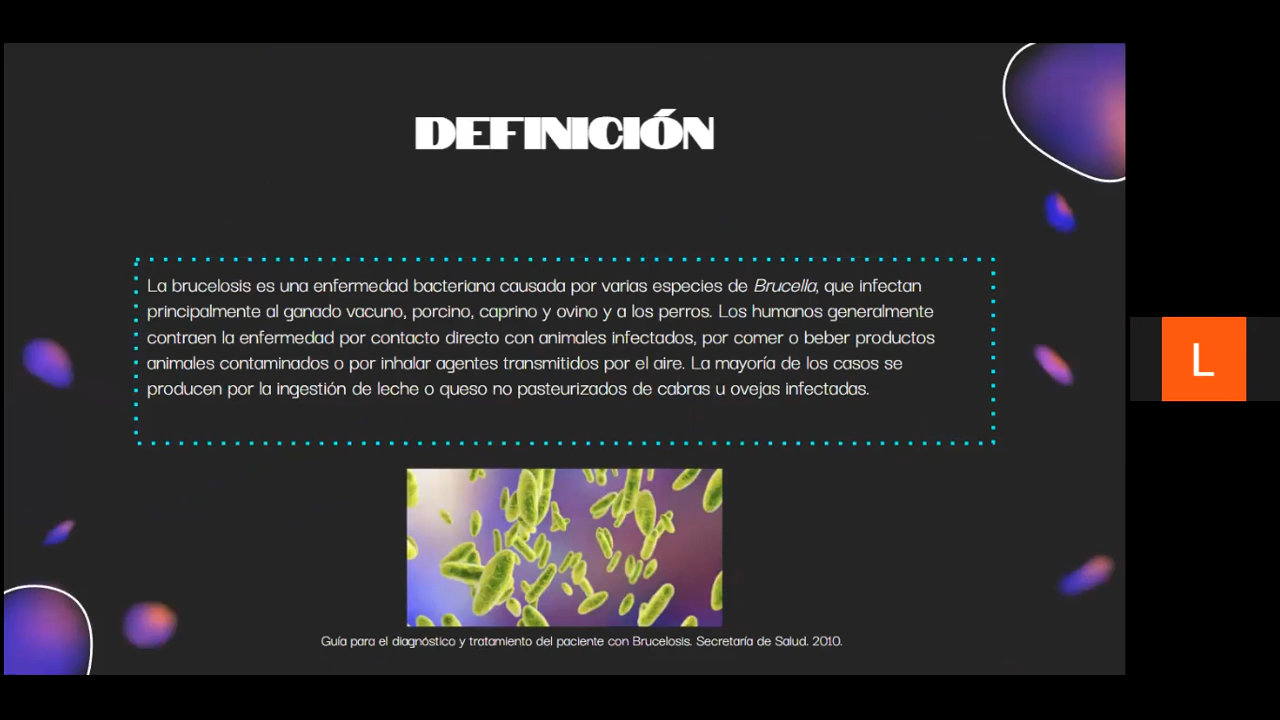 DEFINICIÓN
La brucelosis es una enfermedad bacteriana causada por varias especies de Brucella, que infectan
principalmente al ganado vacuno, porcino, caprino y ovino y a los perros. Los humanos generalmente
contraen la enfermedad por contacto directo con animales infectados, por comer o beber productos
animales contaminados o por inhalar agentes transmitidos por el aire. La mayoría de los casos se
producen por la ingestión de leche o queso no pasteurizados de cabras u ovejas infectadas.
L
Guía para el diagnóstico y tratamiento del paciente con Brucelosis. Secretaría de Salud. 2010.